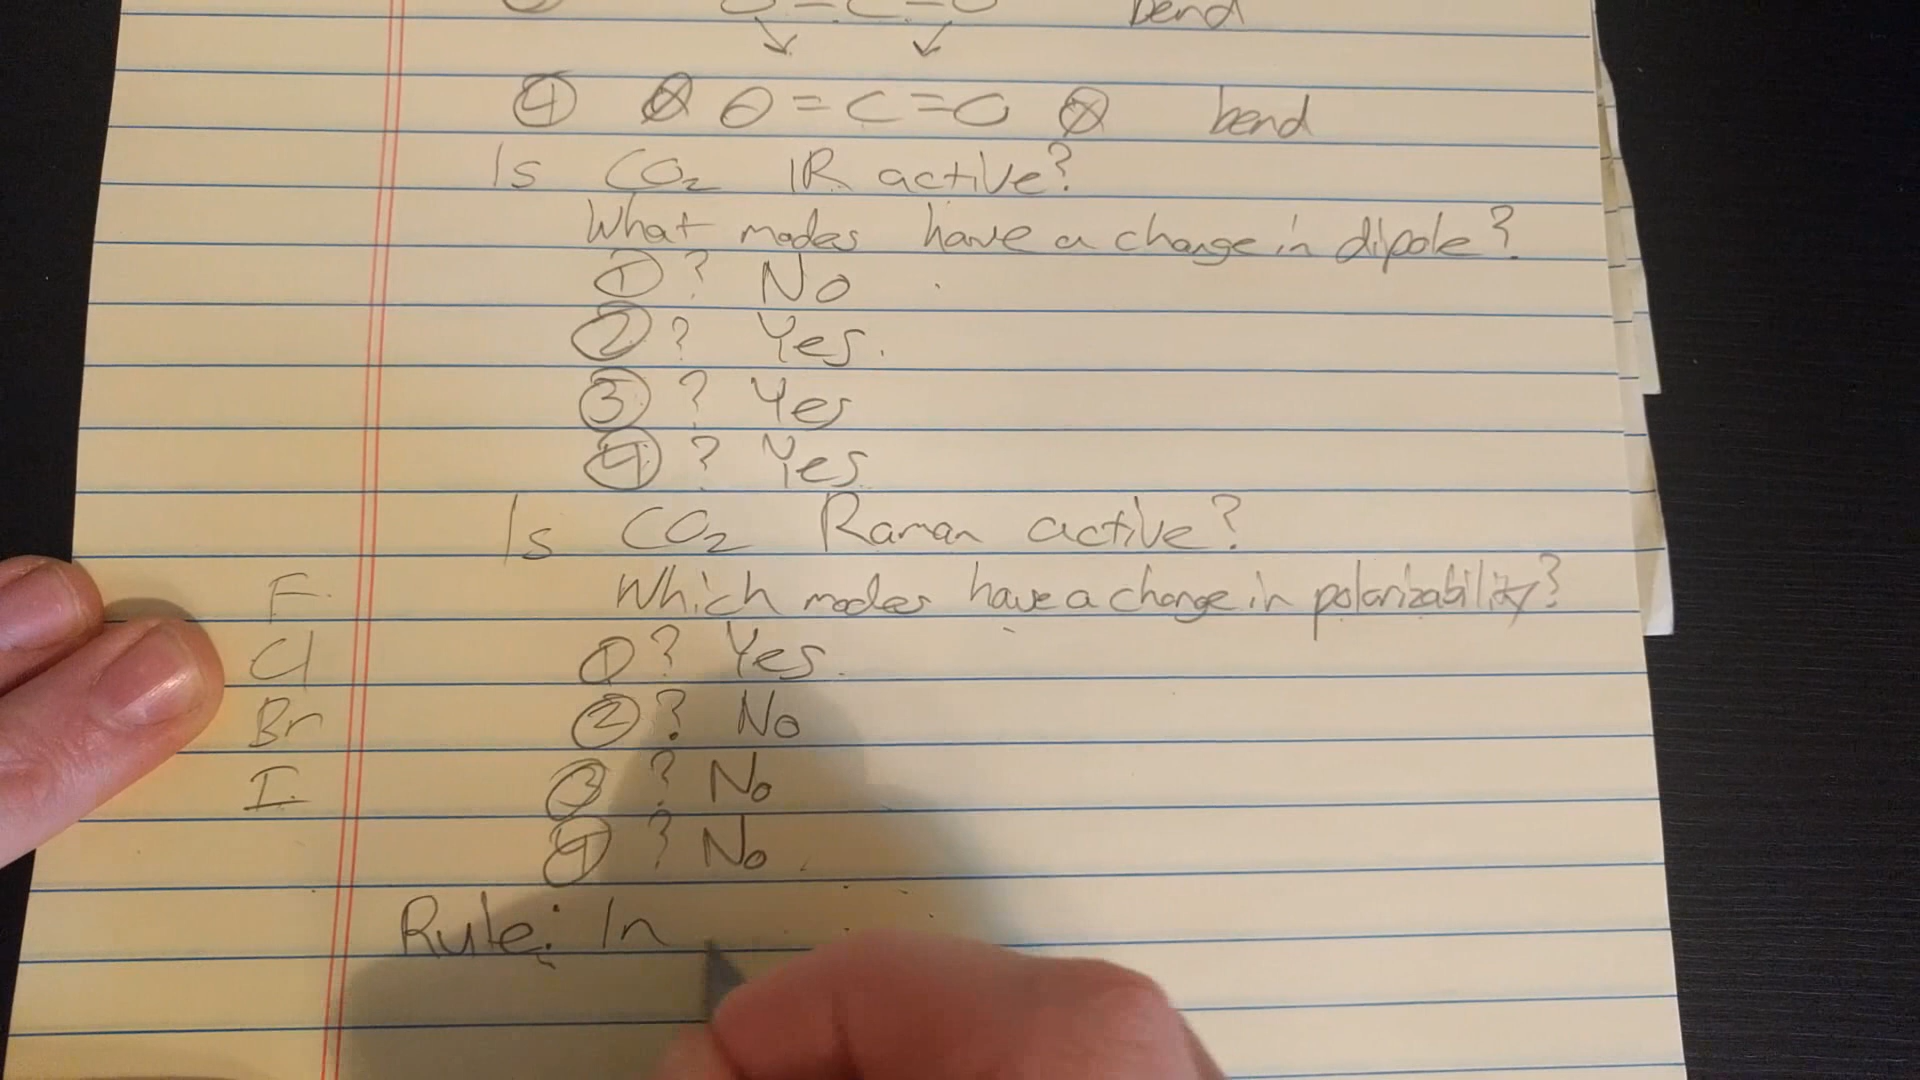 O=C=O bend
④ ⊗ O=C=O ⊗ bend
Is CO₂ IR active?
What modes have a change in dipole?
①? No
②? Yes.
③? Yes
④? Yes
Is CO₂ Raman active?
F Which modes have a change in polarizability?
Cl ①? Yes.
Br ②? No
I ③? No
④? No
Rule: In